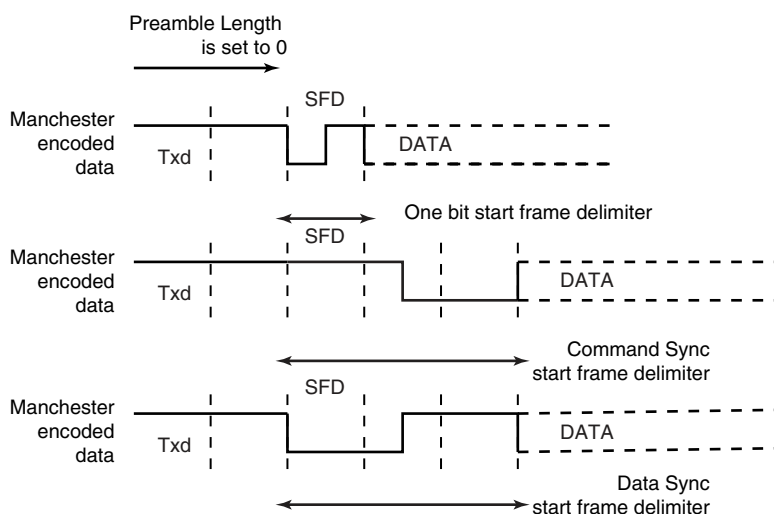 Preamble Length
is set to 0
SFD
Manchester
encoded
data
Txd
DATA
One bit start frame delimiter
SFD
Manchester
encoded
data
Txd
DATA
Command Sync
start frame delimiter
SFD
Manchester
encoded
data
Txd
DATA
Data Sync
start frame delimiter